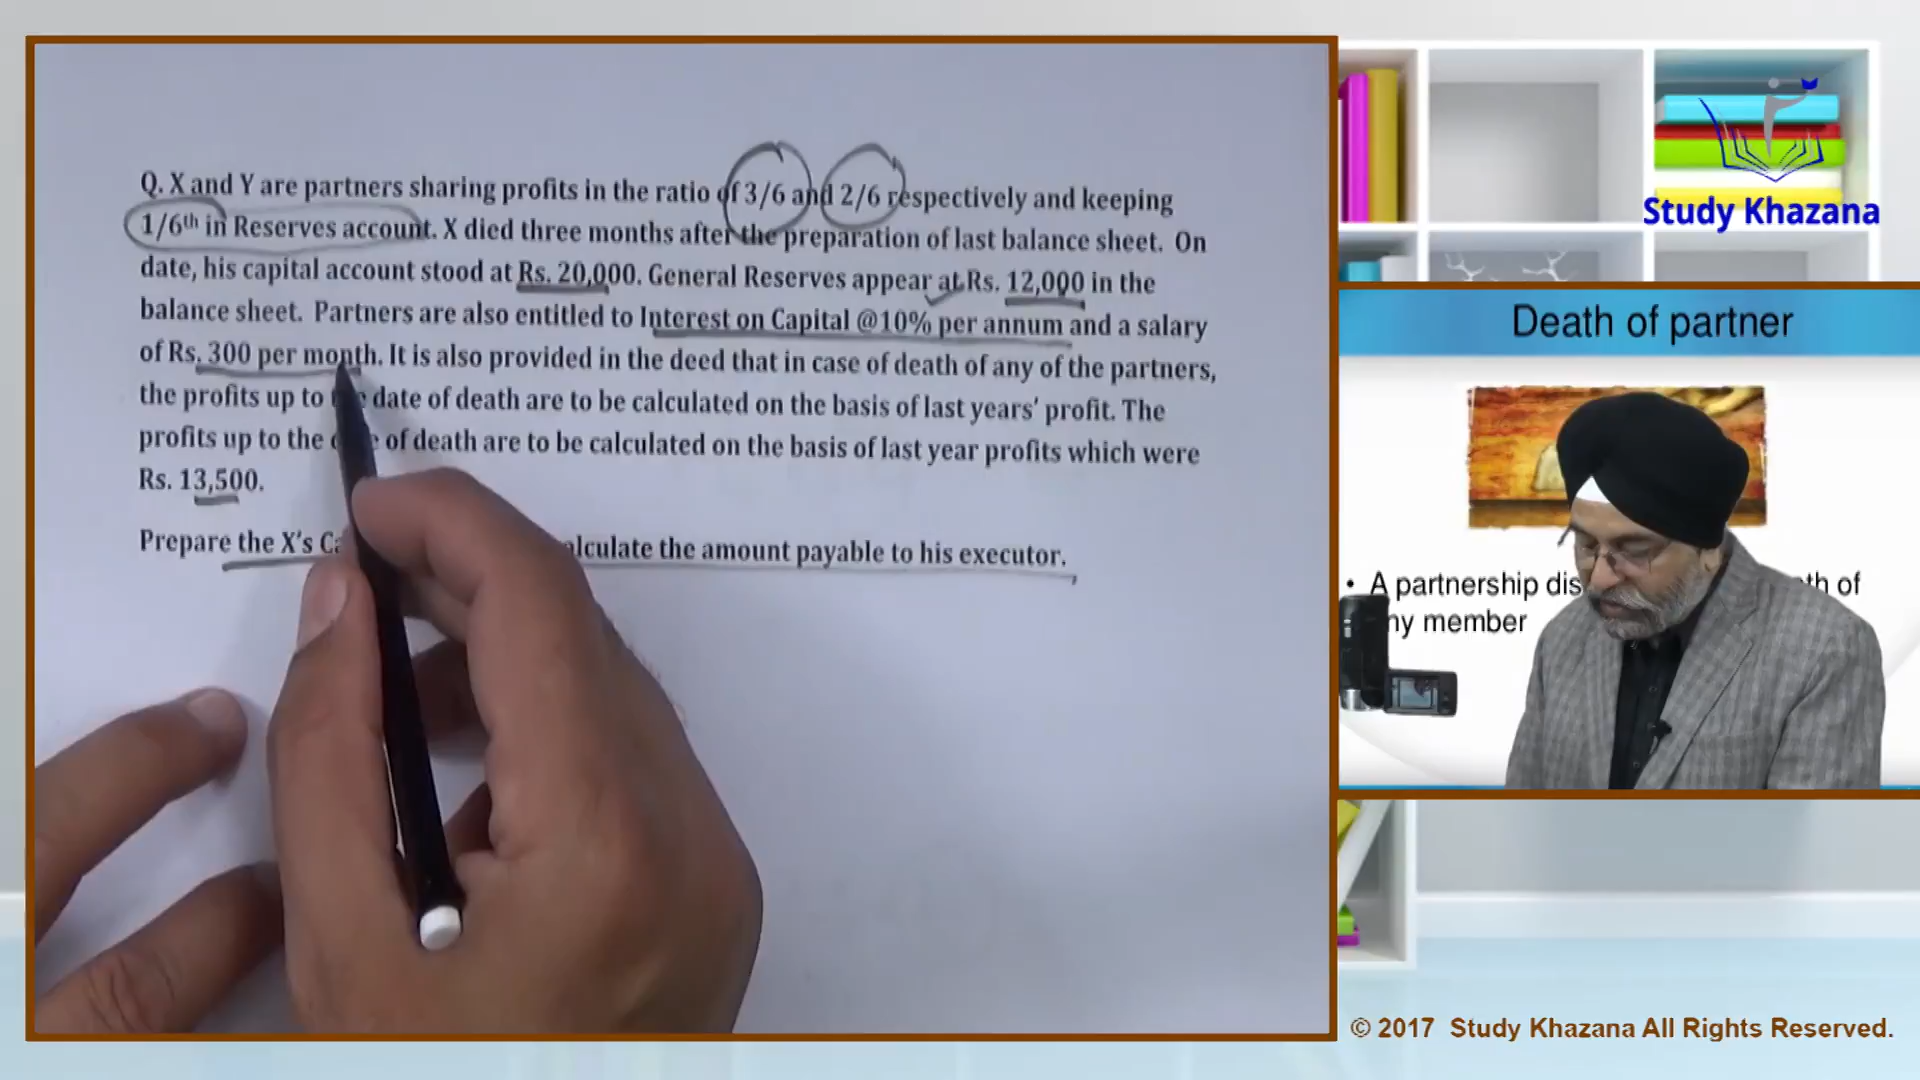 Q. X and Y are partners sharing profits in the ratio of 3/6 and 2/6 respectively and keeping
1/6th in Reserves account. X died three months after the preparation of last balance sheet. On
date, his capital account stood at Rs. 20,000. General Reserves appear at Rs. 12,000 in the
balance sheet. Partners are also entitled to Interest on Capital @10% per annum and a salary
of Rs. 300 per month. It is also provided in the deed that in case of death of any of the partners,
the profits up to date of death are to be calculated on the basis of last years' profit. The
profits up to the of death are to be calculated on the basis of last year profits which were
Rs. 13,500.
Prepare the X's calculate the amount payable to his executor.
Study Khazana
Death of partner
• A partnership of
member
© 2017 Study Khazana All Rights Reserved.